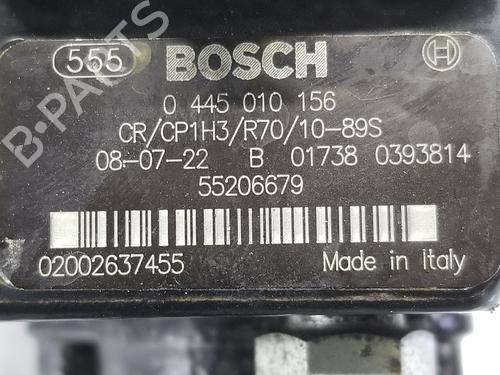 555 BOSCH
0 445 010 156
CR/CP1H3/R70/10-89S
08-07-22 B 01738 0393814
55206679
02002637455 Made in italy
B-PARTS